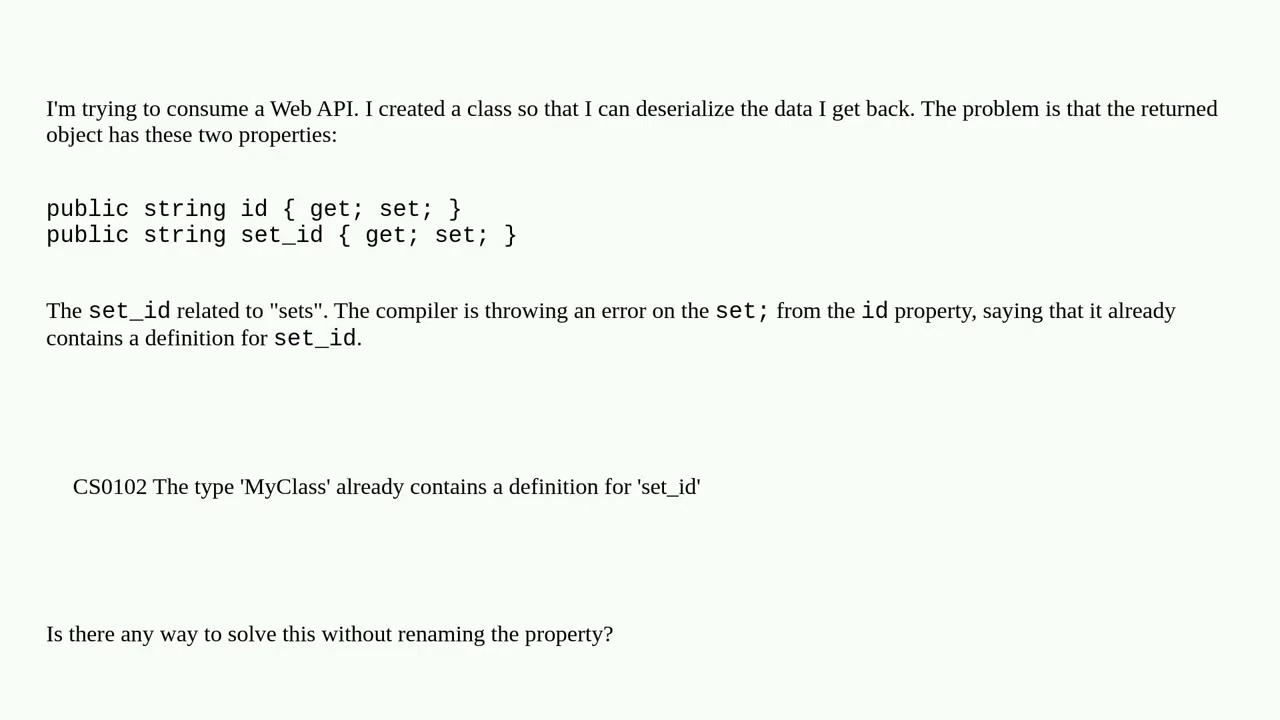 I'm trying to consume a Web API. I created a class so that I can deserialize the data I get back. The problem is that the returned
object has these two properties:
public string id { get; set; }
public string set_id { get; set; }
The set_id related to "sets". The compiler is throwing an error on the set; from the id property, saying that it already
contains a definition for set_id.
CS0102 The type 'MyClass' already contains a definition for 'set_id'
Is there any way to solve this without renaming the property?